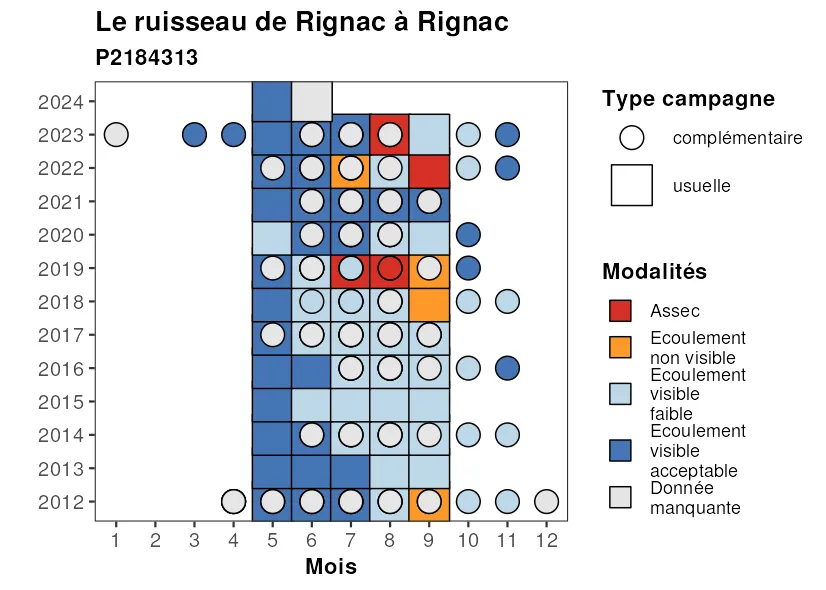 Le ruisseau de Rignac à Rignac
P2184313
2024
2023
2022
2021
2020
2019
2018
2017
2016
2015
2014
2013
2012
1 2 3 4 5 6 7 8 9 10 11 12
Mois
Type campagne
complémentaire
usuelle
Modalités
Assec
Ecoulement
non visible
Ecoulement
visible
faible
Ecoulement
visible
acceptable
Donnée
manquante